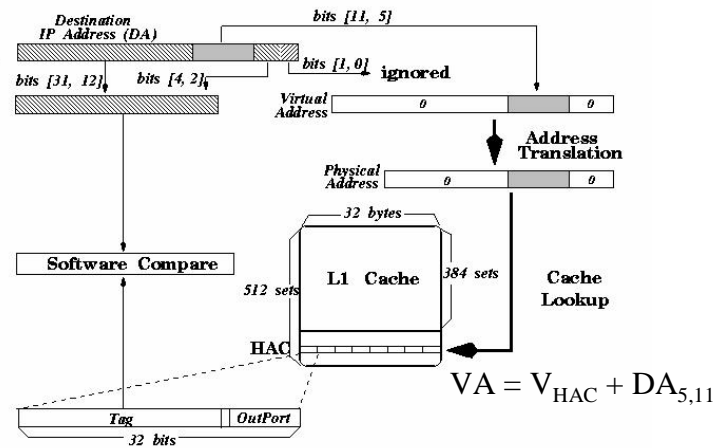 Destination
IP Address (DA)
bits [11, 5]
bits [31, 12]
bits [4, 2]
bits [1, 0]
ignored
Virtual
Address
0
0
Address
Translation
Physical
Address
0
0
32 bytes
Software Compare
512 sets
L1 Cache
384 sets
Cache
Lookup
HAC
VA = V_HAC + DA_5,11
Tag
OutPort
32 bits